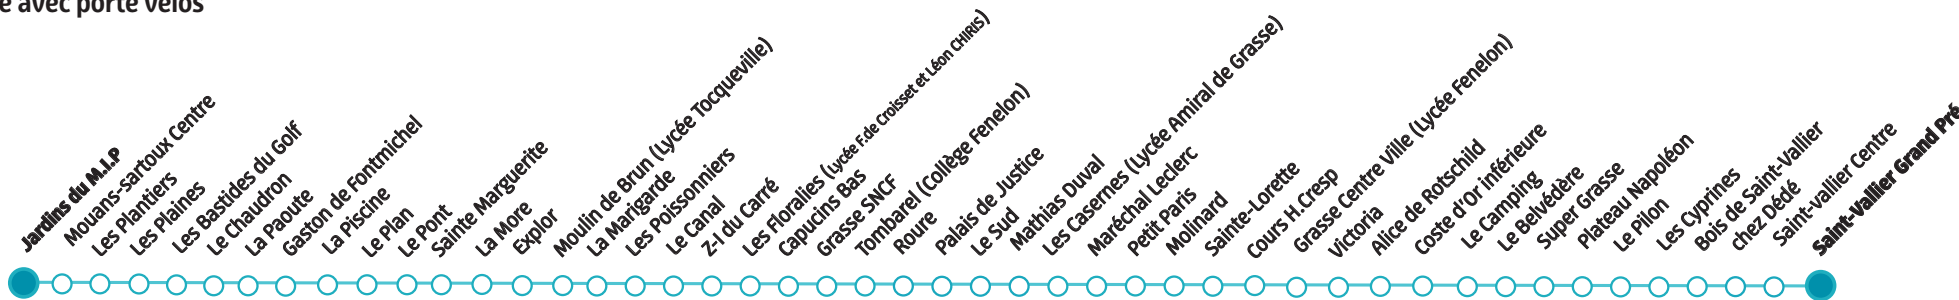 e avec porte vélos
Jardins du M.I.P
Mouans-sartoux Centre
Les Plantiers
Les Plaines
Les Bastides du Golf
Le Chaudron
La Paoute
Gaston de Fontmichel
La Piscine
Le Plan
Le Pont
Sainte Marguerite
La More
Explor
Moulin de Brun (Lycée Tocqueville)
La Marigarde
Les Poissonniers
Le Canal
Z-I du Carré
Les Floralies (Lycée F.de Croisset et Léon CHIRIS)
Capucins Bas
Grasse SNCF
Tombarel (Collège Fenelon)
Roure
Palais de Justice
Le Sud
Mathias Duval
Les Casernes (Lycée Amiral de Grasse)
Maréchal Leclerc
Petit Paris
Molinard
Sainte-Lorette
Cours H.Cresp
Grasse Centre Ville (Lycée Fenelon)
Victoria
Alice de Rotschild
Coste d'Or inférieure
Le Camping
Le Belvédère
Super Grasse
Plateau Napoléon
Le Pilon
Les Cyprines
Bois de Saint-Vallier
chez Dédé
Saint-vallier Centre
Saint-Vallier Grand Pré